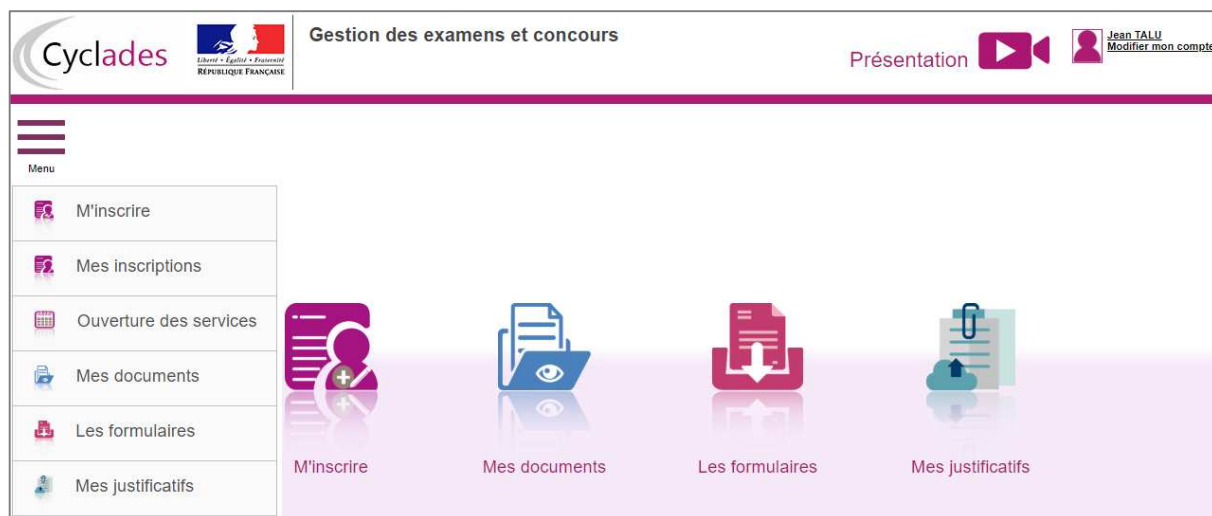 Cyclades
Liberté • Égalité • Fraternité
RÉPUBLIQUE FRANÇAISE
Gestion des examens et concours
Présentation
Jean TALU
Modifier mon compte
Menu
M'inscrire
Mes inscriptions
Ouverture des services
Mes documents
Les formulaires
Mes justificatifs
M'inscrire
Mes documents
Les formulaires
Mes justificatifs